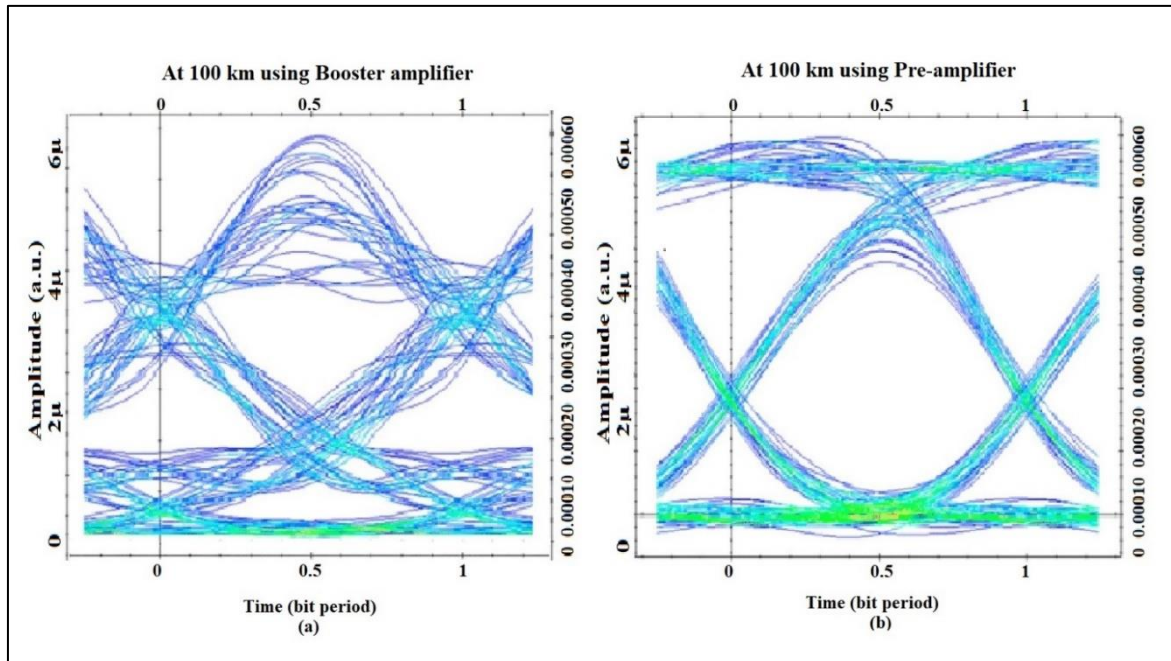 At 100 km using Booster amplifier
0 0.5 1
Amplitude (a.u.)
0 2µ 4µ 6µ
0 0.00010 0.00020 0.00030 0.00040 0.00050 0.00060
0 0.5 1
Time (bit period)
(a)
At 100 km using Pre-amplifier
0 0.5 1
Amplitude (a.u.)
0 2µ 4µ 6µ
0 0.00010 0.00020 0.00030 0.00040 0.00050 0.00060
0 0.5 1
Time (bit period)
(b)